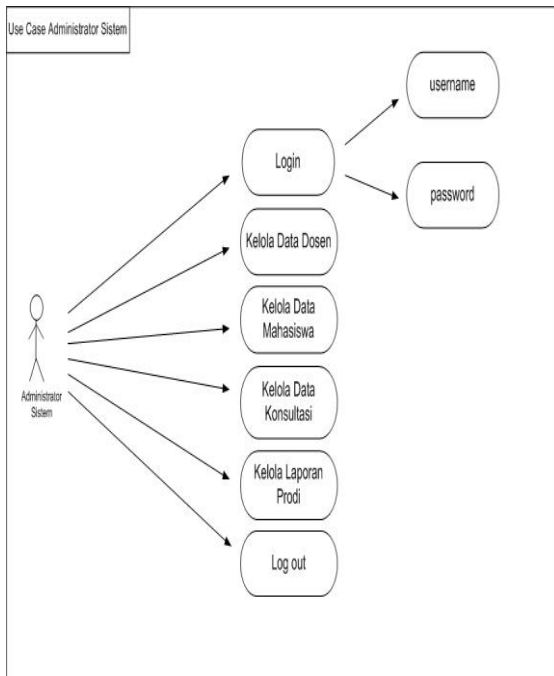 Use Case Administrator Sistem
username
Login
password
Kelola Data Dosen
Kelola Data
Mahasiswa
Administrator
Sistem
Kelola Data
Konsultasi
Kelola Laporan
Prodi
Log out